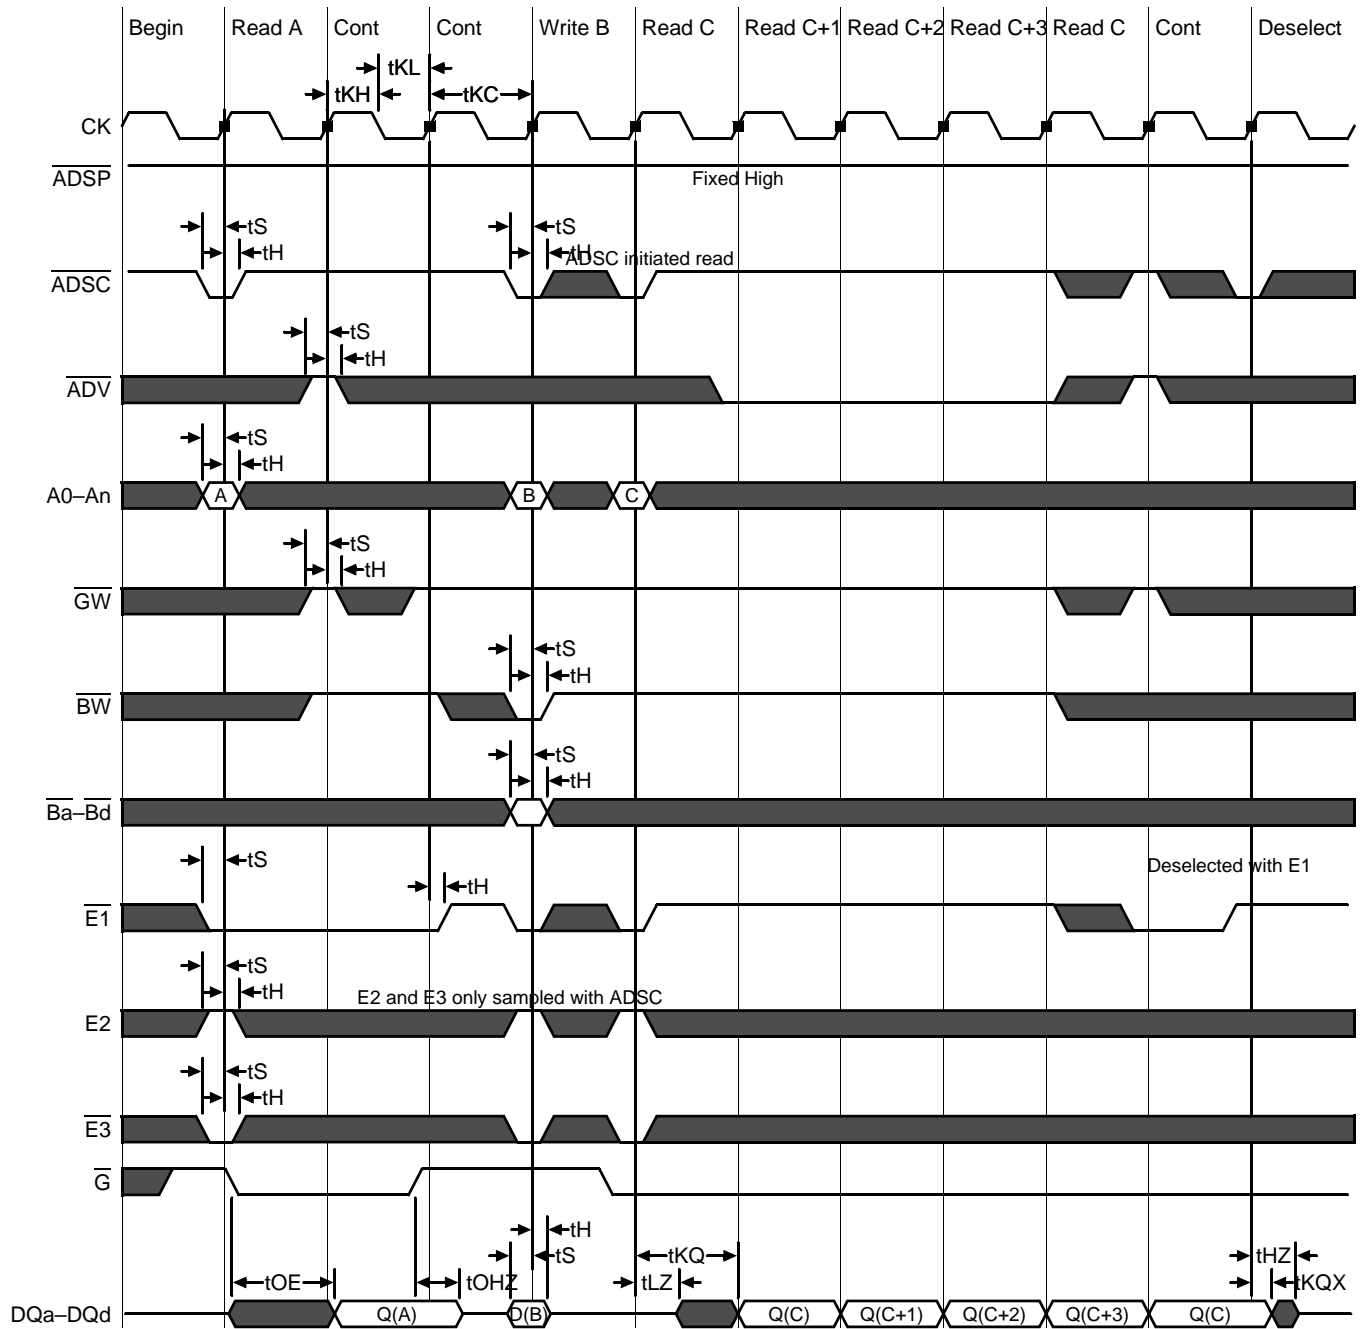 Begin Read A Cont Cont Write B Read C Read C+1 Read C+2 Read C+3 Read C Cont Deselect
tKL
tKH tKC
CK
ADSP
Fixed High
tS tS
tH tH
ADSC initiated read
ADSC
tS
tH
ADV
tS
tH
A0–An A B C
tS
tH
GW
tS
tH
BW
tS
tH
Ba–Bd
tS
Deselected with E1
tH
E1
tS
tH
E2 and E3 only sampled with ADSC
E2
tS
tH
E3
G
tH
tS tKQ tHZ
tOE tOHZ tLZ tKQX
DQa–DQd Q(A) D(B) Q(C) Q(C+1) Q(C+2) Q(C+3) Q(C)